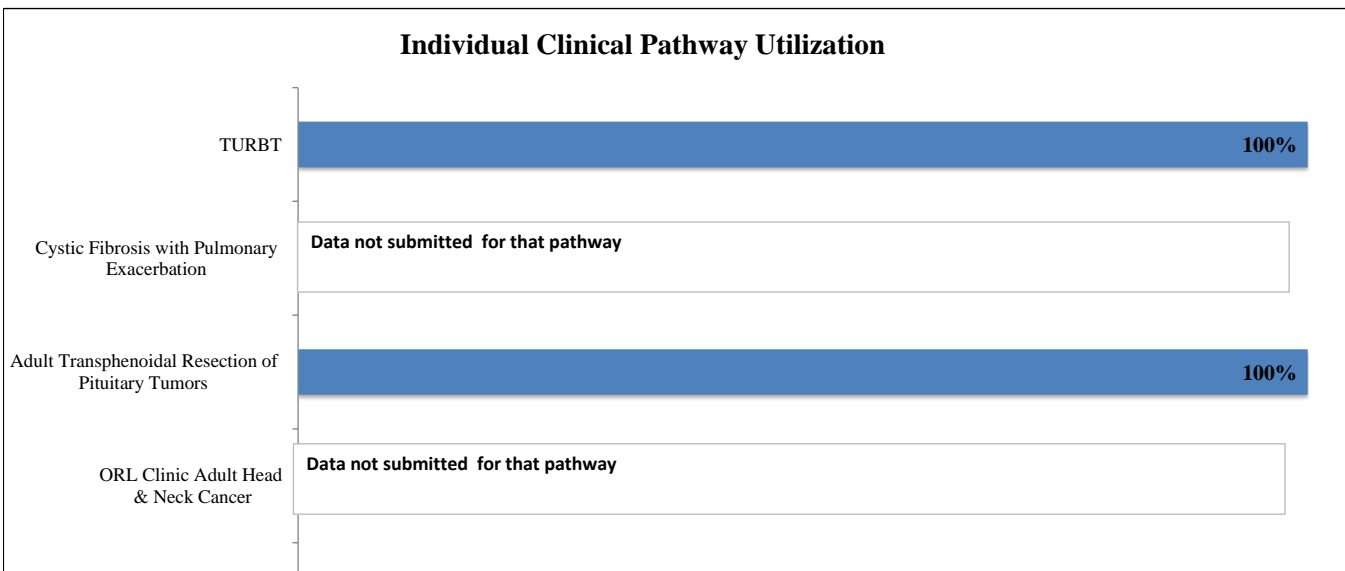 Individual Clinical Pathway Utilization
TURBT
100%
Cystic Fibrosis with Pulmonary
Exacerbation
Data not submitted for that pathway
Adult Transphenoidal Resection of
Pituitary Tumors
100%
ORL Clinic Adult Head
& Neck Cancer
Data not submitted for that pathway